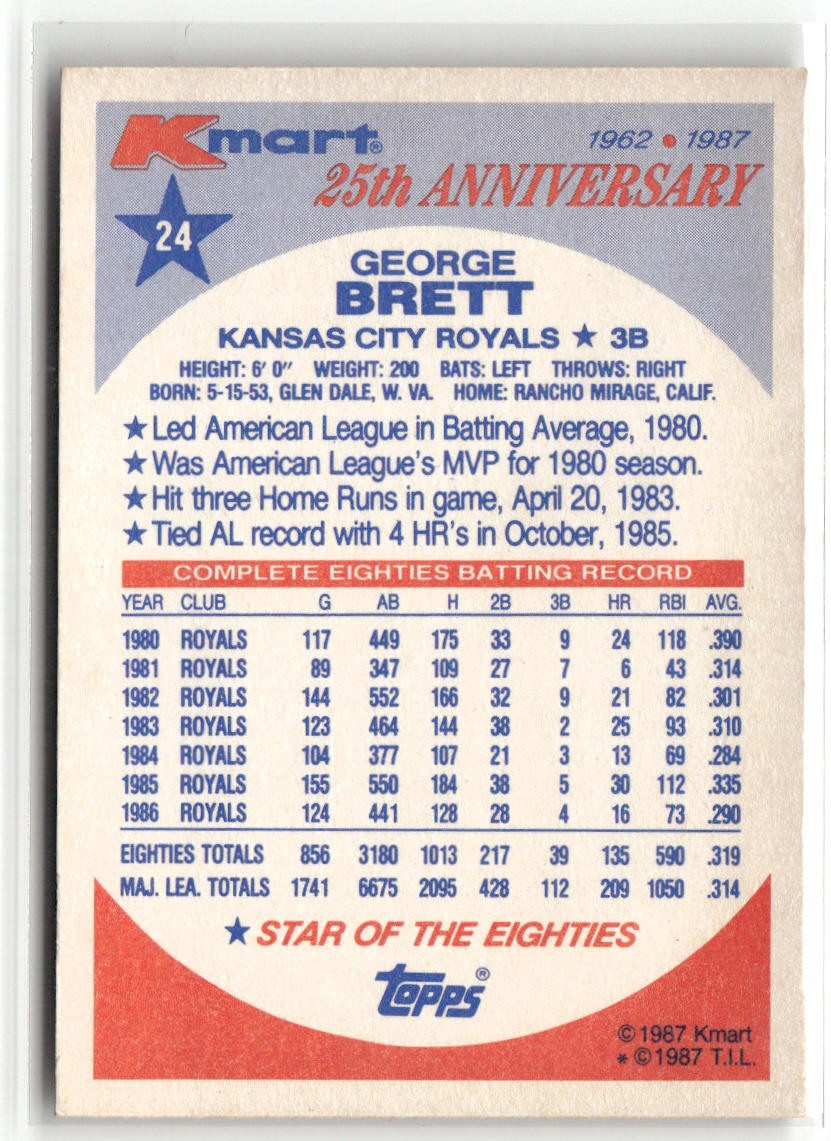 Kmart®
1962 • 1987
25th ANNIVERSARY
24
GEORGE
BRETT
KANSAS CITY ROYALS ★ 3B
HEIGHT: 6' 0" WEIGHT: 200 BATS: LEFT THROWS: RIGHT
BORN: 5-15-53, GLEN DALE, W. VA. HOME: RANCHO MIRAGE, CALIF.
★ Led American League in Batting Average, 1980.
★ Was American League's MVP for 1980 season.
★ Hit three Home Runs in game, April 20, 1983.
★ Tied AL record with 4 HR's in October, 1985.
COMPLETE EIGHTIES BATTING RECORD
YEAR CLUB G AB H 2B 3B HR RBI AVG.
1980 ROYALS 117 449 175 33 9 24 118 .390
1981 ROYALS 89 347 109 27 7 6 43 .314
1982 ROYALS 144 552 166 32 9 21 82 .301
1983 ROYALS 123 464 144 38 2 25 93 .310
1984 ROYALS 104 377 107 21 3 13 69 .284
1985 ROYALS 155 550 184 38 5 30 112 .335
1986 ROYALS 124 441 128 28 4 16 73 .290
EIGHTIES TOTALS 856 3180 1013 217 39 135 590 .319
MAJ. LEA. TOTALS 1741 6675 2095 428 112 209 1050 .314
★ STAR OF THE EIGHTIES
topps®
© 1987 Kmart
* © 1987 T.I.L.